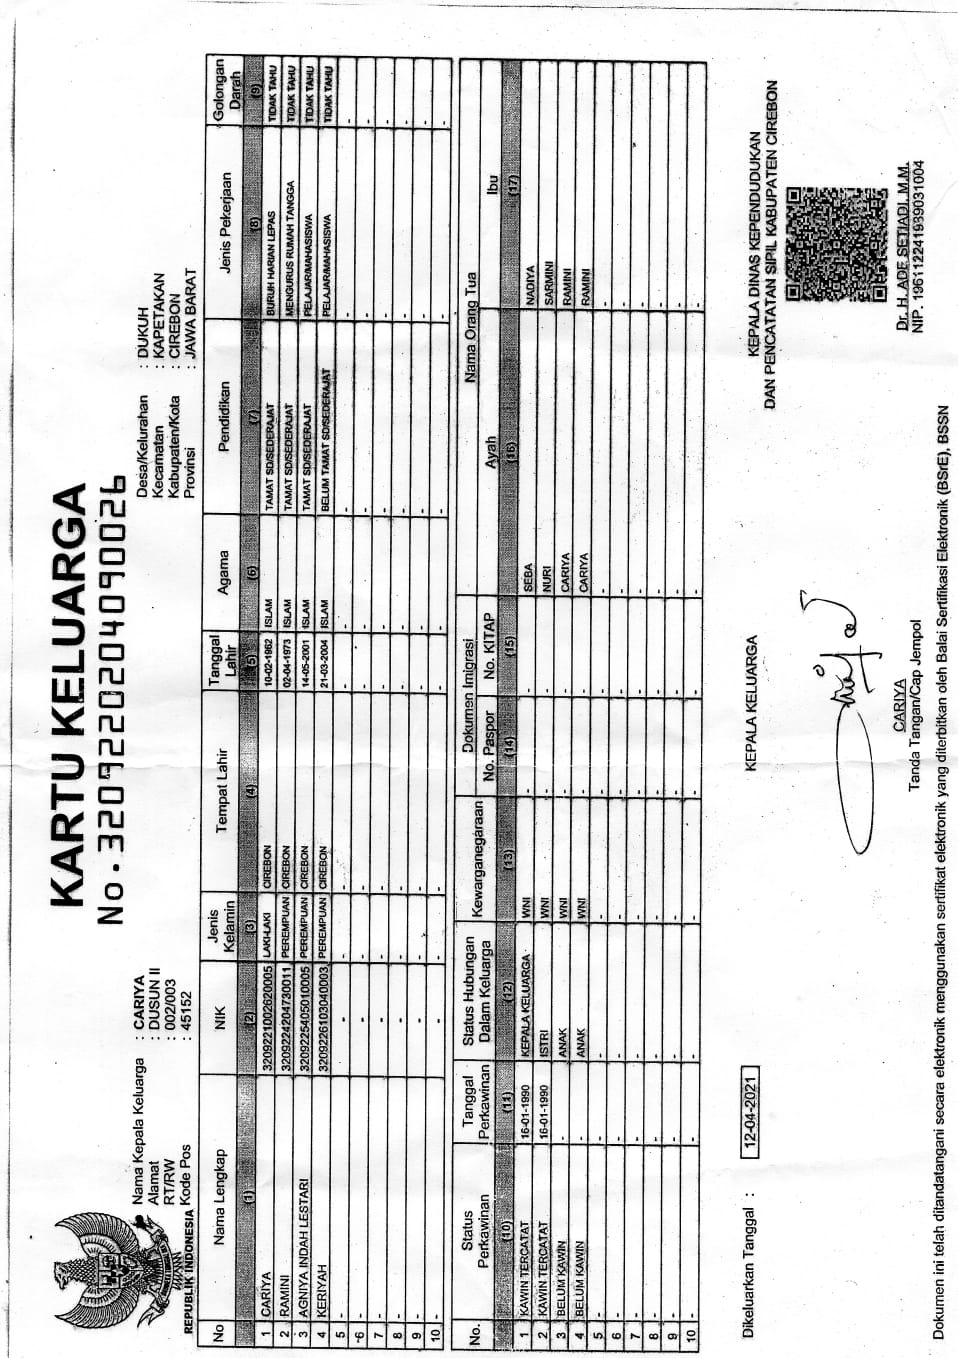 KARTU KELUARGA
No. 3209220204090026
REPUBLIK INDONESIA
Nama Kepala Keluarga : CARIYA
Alamat : DUSUN II
RT/RW : 002/003
Kode Pos : 45152
Desa/Kelurahan : DUKUH
Kecamatan : KAPETAKAN
Kabupaten/Kota : CIREBON
Provinsi : JAWA BARAT
No Nama Lengkap NIK Jenis Kelamin Tempat Lahir Tanggal Lahir Agama Pendidikan Jenis Pekerjaan Golongan Darah
(1) (2) (3) (4) (5) (6) (7) (8) (9)
1 CARIYA 3209221002620005 LAKI-LAKI CIREBON 10-02-1962 ISLAM TAMAT SD/SEDERAJAT BURUH HARIAN LEPAS TIDAK TAHU
2 RAMINI 3209224204730011 PEREMPUAN CIREBON 02-04-1973 ISLAM TAMAT SD/SEDERAJAT MENGURUS RUMAH TANGGA TIDAK TAHU
3 AGNIYA INDAH LESTARI 3209225405010005 PEREMPUAN CIREBON 14-05-2001 ISLAM TAMAT SD/SEDERAJAT PELAJAR/MAHASISWA TIDAK TAHU
4 KERIYAH 3209226103040003 PEREMPUAN CIREBON 21-03-2004 ISLAM BELUM TAMAT SD/SEDERAJAT PELAJAR/MAHASISWA TIDAK TAHU
5 - - - - - - - - -
6 - - - - - - - - -
7 - - - - - - - - -
8 - - - - - - - - -
9 - - - - - - - - -
10 - - - - - - - - -
No. Status Perkawinan Tanggal Perkawinan Status Hubungan Dalam Keluarga Kewarganegaraan Dokumen Imigrasi Nama Orang Tua
No. Paspor No. KITAP Ayah Ibu
(10) (11) (12) (13) (14) (15) (16) (17)
1 KAWIN TERCATAT 16-01-1990 KEPALA KELUARGA WNI - - SEBA NADIYA
2 KAWIN TERCATAT 16-01-1990 ISTRI WNI - - NURI SARMINI
3 BELUM KAWIN - ANAK WNI - - CARIYA RAMINI
4 BELUM KAWIN - ANAK WNI - - CARIYA RAMINI
5 - - - - - - - -
6 - - - - - - - -
7 - - - - - - - -
8 - - - - - - - -
9 - - - - - - - -
10 - - - - - - - -
Dikeluarkan Tanggal : 12-04-2021
KEPALA KELUARGA
CARIYA
Tanda Tangan/Cap Jempol
KEPALA DINAS KEPENDUDUKAN
DAN PENCATATAN SIPIL KABUPATEN CIREBON
Dr. H. ADE SETIADI, M.M.
NIP. 196112241989031004
Dokumen ini telah ditandatangani secara elektronik menggunakan sertifikat elektronik yang diterbitkan oleh Balai Sertifikasi Elektronik (BSrE), BSSN